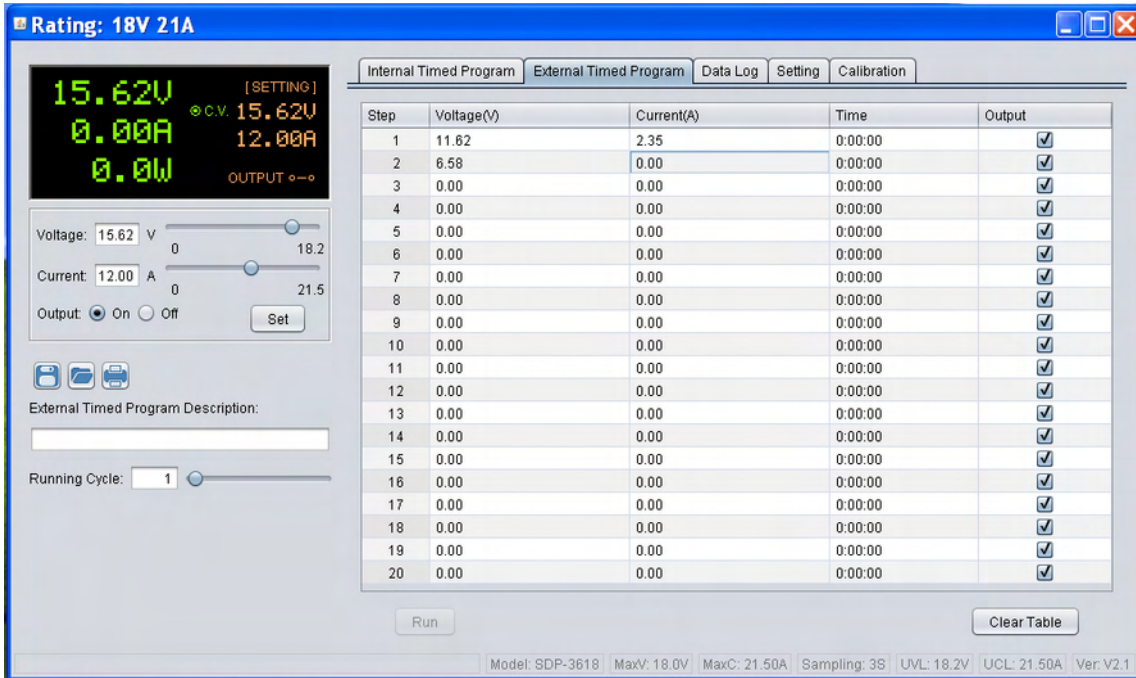 Rating: 18V 21A
15.62V
[SETTING]
C.V. 15.62V
0.00A
12.00A
0.0W
OUTPUT
Voltage: 15.62 V
0 18.2
Current: 12.00 A
0 21.5
Output: On Off
Set
External Timed Program Description:
Running Cycle: 1
Internal Timed Program External Timed Program Data Log Setting Calibration
Step Voltage(V) Current(A) Time Output
1 11.62 2.35 0:00:00
2 6.58 0.00 0:00:00
3 0.00 0.00 0:00:00
4 0.00 0.00 0:00:00
5 0.00 0.00 0:00:00
6 0.00 0.00 0:00:00
7 0.00 0.00 0:00:00
8 0.00 0.00 0:00:00
9 0.00 0.00 0:00:00
10 0.00 0.00 0:00:00
11 0.00 0.00 0:00:00
12 0.00 0.00 0:00:00
13 0.00 0.00 0:00:00
14 0.00 0.00 0:00:00
15 0.00 0.00 0:00:00
16 0.00 0.00 0:00:00
17 0.00 0.00 0:00:00
18 0.00 0.00 0:00:00
19 0.00 0.00 0:00:00
20 0.00 0.00 0:00:00
Run
Clear Table
Model: SDP-3618 MaxV: 18.0V MaxC: 21.50A Sampling: 3S UVL: 18.2V UCL: 21.50A Ver: V2.1